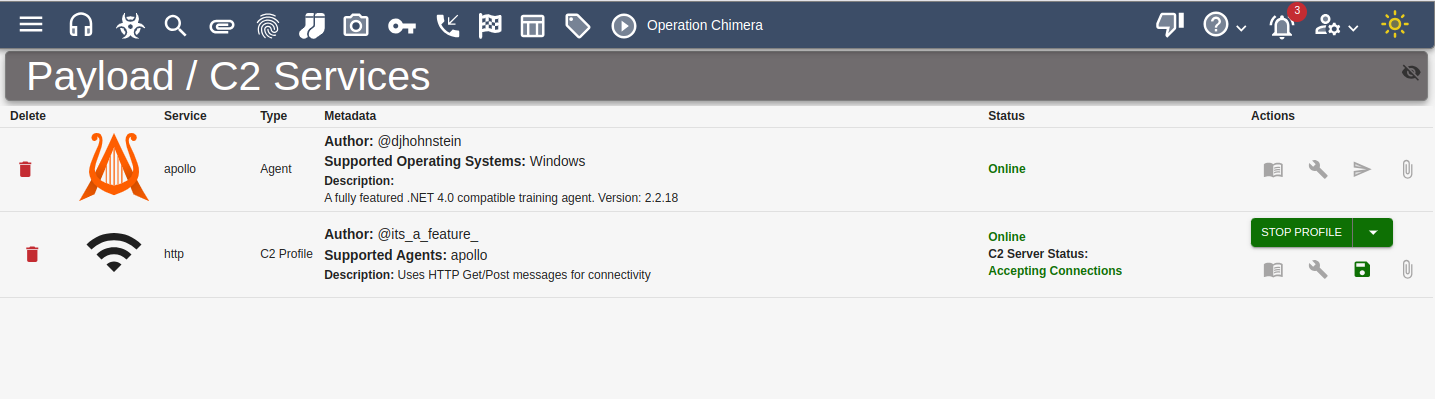 Operation Chimera
3
Payload / C2 Services
Delete Service Type Metadata Status Actions
apollo Agent
Author: @djhohnstein
Supported Operating Systems: Windows
Description:
A fully featured .NET 4.0 compatible training agent. Version: 2.2.18
Online
http C2 Profile
Author: @its_a_feature_
Supported Agents: apollo
Description: Uses HTTP Get/Post messages for connectivity
Online
C2 Server Status:
Accepting Connections
STOP PROFILE